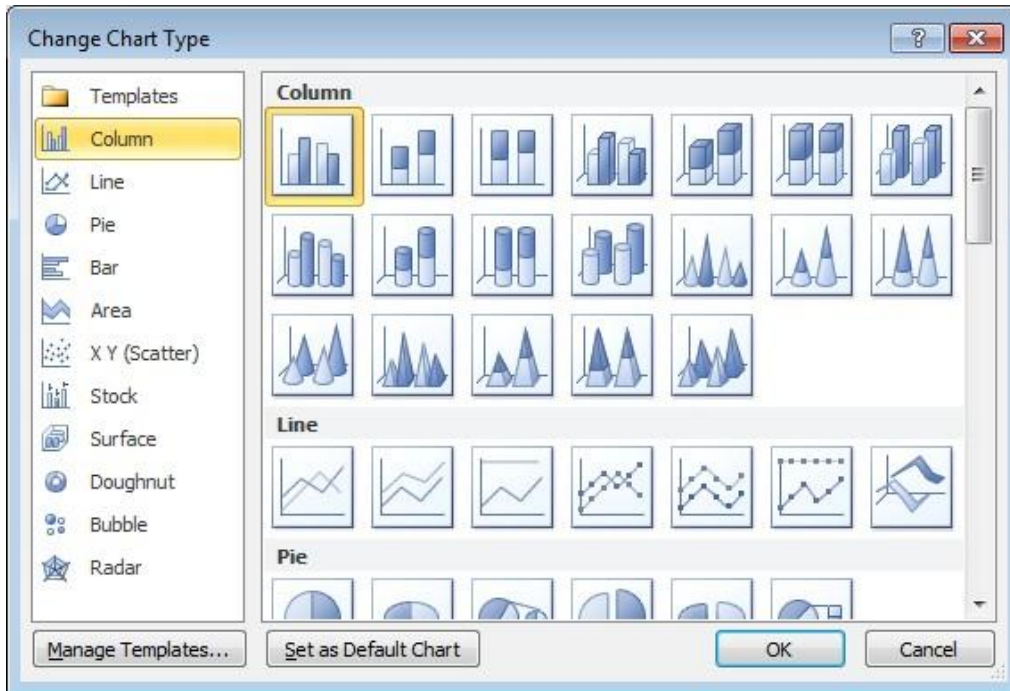 Change Chart Type
?
Templates
Column
Line
Pie
Bar
Area
X Y (Scatter)
Stock
Surface
Doughnut
Bubble
Radar
Column
Line
Pie
Manage Templates...
Set as Default Chart
OK
Cancel